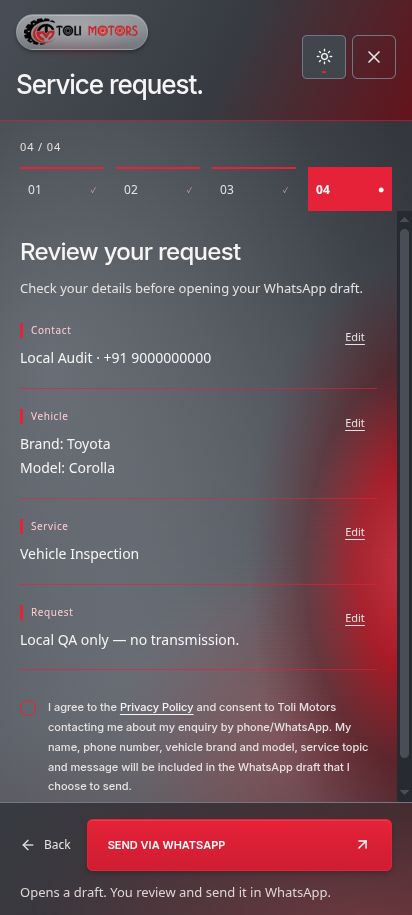 TOLI MOTORS
Service request.
04 / 04
01 ✓ 02 ✓ 03 ✓ 04
Review your request
Check your details before opening your WhatsApp draft.
Contact
Edit
Local Audit · +91 9000000000
Vehicle
Edit
Brand: Toyota
Model: Corolla
Service
Edit
Vehicle Inspection
Request
Edit
Local QA only — no transmission.
I agree to the Privacy Policy and consent to Toli Motors
contacting me about my enquiry by phone/WhatsApp. My
name, phone number, vehicle brand and model, service topic
and message will be included in the WhatsApp draft that I
choose to send.
← Back
SEND VIA WHATSAPP
Opens a draft. You review and send it in WhatsApp.